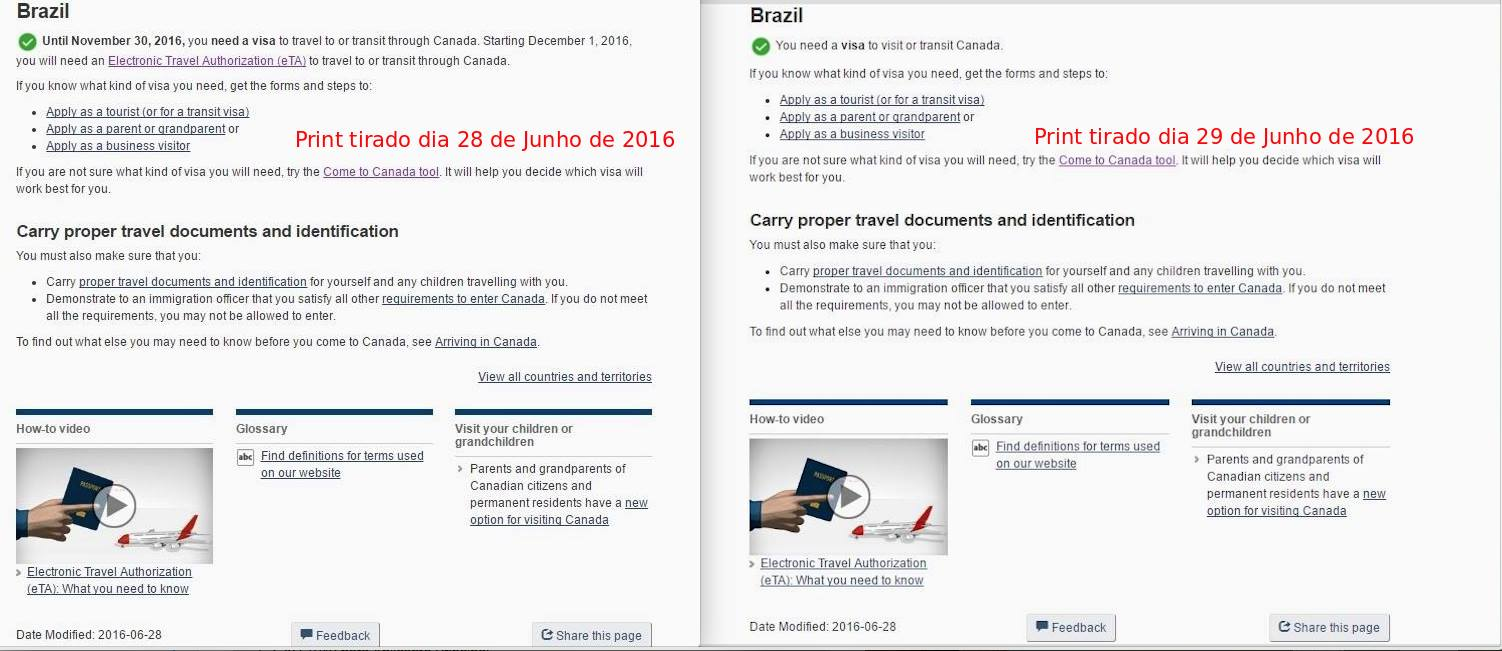 Brazil
Until November 30, 2016, you need a visa to travel to or transit through Canada. Starting December 1, 2016,
you will need an Electronic Travel Authorization (eTA) to travel to or transit through Canada.
If you know what kind of visa you need, get the forms and steps to:
Apply as a tourist (or for a transit visa)
Apply as a parent or grandparent or
Apply as a business visitor
Print tirado dia 28 de Junho de 2016
If you are not sure what kind of visa you will need, try the Come to Canada tool. It will help you decide which visa will
work best for you.
Carry proper travel documents and identification
You must also make sure that you:
Carry proper travel documents and identification for yourself and any children travelling with you.
Demonstrate to an immigration officer that you satisfy all other requirements to enter Canada. If you do not meet
all the requirements, you may not be allowed to enter.
To find out what else you may need to know before you come to Canada, see Arriving in Canada.
View all countries and territories
How-to video
PASSPORT
Electronic Travel Authorization
(eTA): What you need to know
Glossary
abc Find definitions for terms used
on our website
Visit your children or
grandchildren
Parents and grandparents of
Canadian citizens and
permanent residents have a new
option for visiting Canada
Date Modified: 2016-06-28
Feedback
Share this page
Brazil
You need a visa to visit or transit Canada.
If you know what kind of visa you need, get the forms and steps to:
Apply as a tourist (or for a transit visa)
Apply as a parent or grandparent or
Apply as a business visitor
Print tirado dia 29 de Junho de 2016
If you are not sure what kind of visa you will need, try the Come to Canada tool. It will help you decide which visa will
work best for you.
Carry proper travel documents and identification
You must also make sure that you:
Carry proper travel documents and identification for yourself and any children travelling with you.
Demonstrate to an immigration officer that you satisfy all other requirements to enter Canada. If you do not meet
all the requirements, you may not be allowed to enter.
To find out what else you may need to know before you come to Canada, see Arriving in Canada.
View all countries and territories
How-to video
PASSPORT
Electronic Travel Authorization
(eTA): What you need to know
Glossary
abc Find definitions for terms used
on our website
Visit your children or
grandchildren
Parents and grandparents of
Canadian citizens and
permanent residents have a new
option for visiting Canada
Date Modified: 2016-06-28
Feedback
Share this page